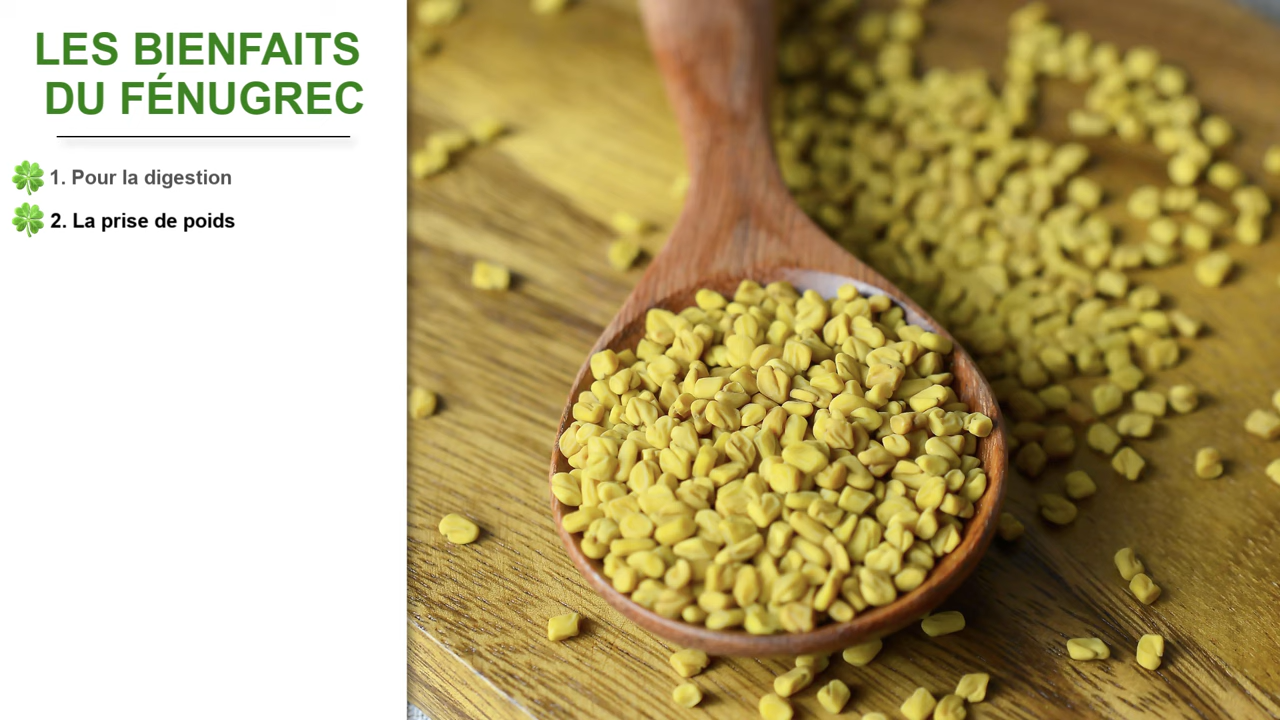 LES BIENFAITS
DU FÉNUGREC
1. Pour la digestion
2. La prise de poids